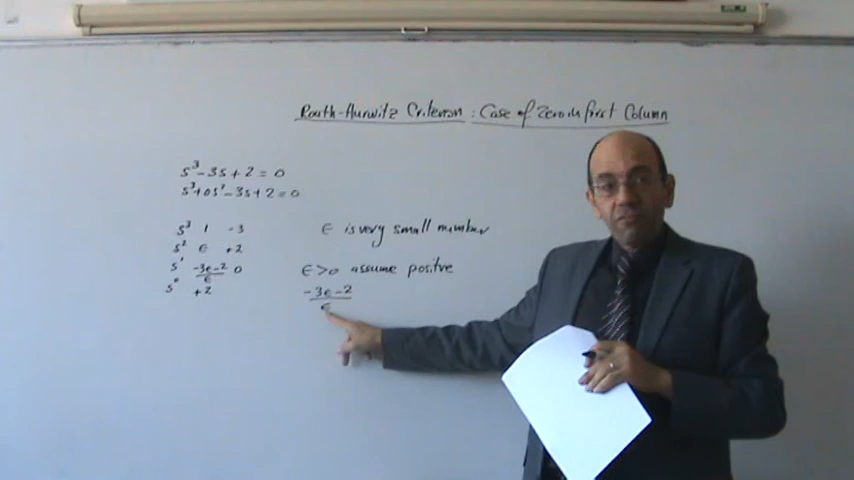 Routh-Hurwitz Criterion : Case of Zero in first Column
s³ - 3s + 2 = 0
s³ + 0s² - 3s + 2 = 0
s³ 1 -3
s² ϵ +2
s¹ (-3ϵ-2)/ϵ 0
s⁰ +2
ϵ is very small number
ϵ>0 assume positve
(-3ϵ-2)/ϵ